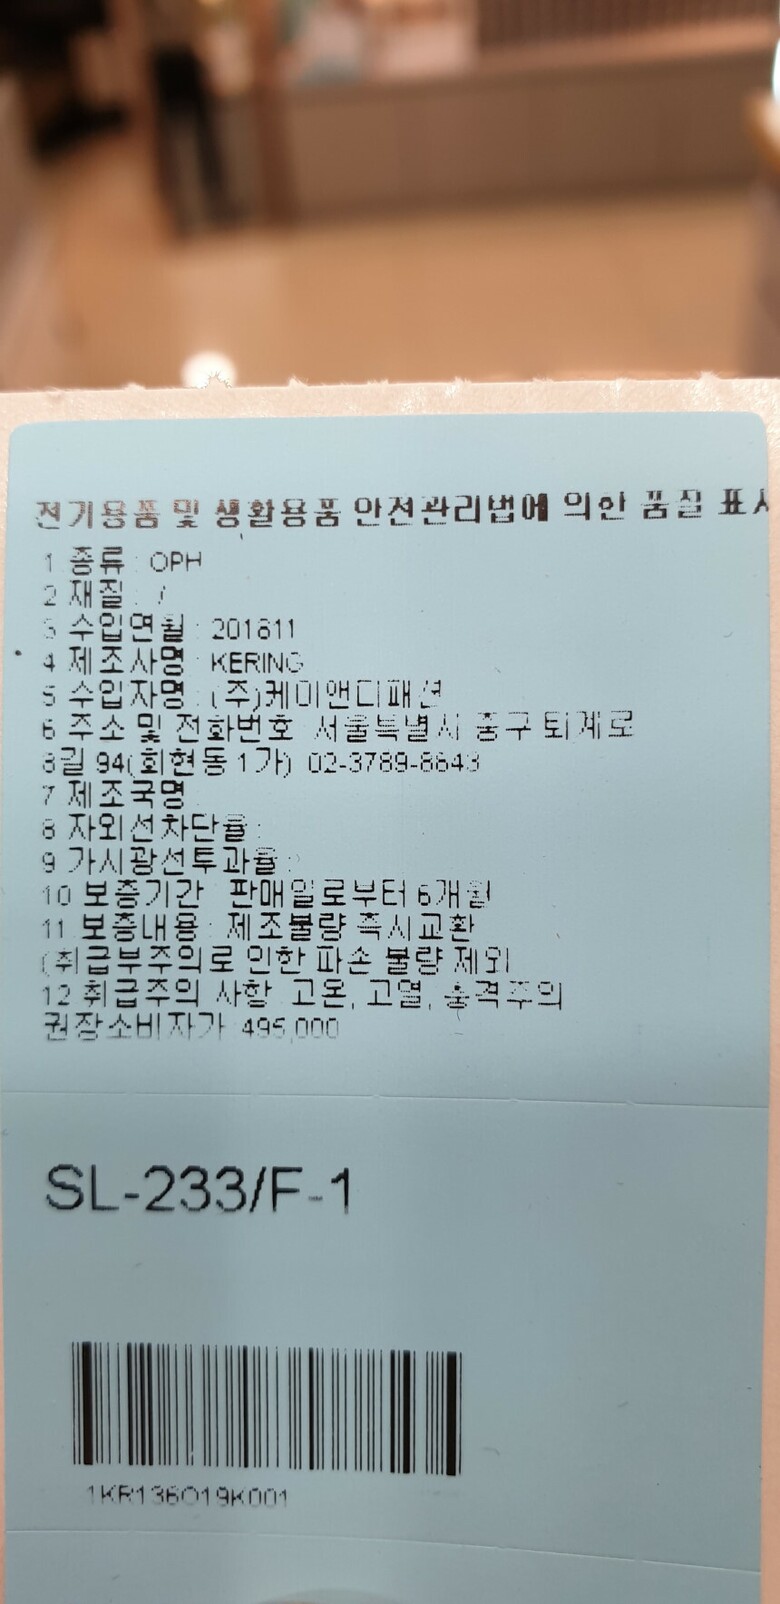 전기용품 및 생활용품 안전관리법에 의한 품질 표시
1 종류 : OPH
2 재질 : /
3 수입연월 : 201811
4 제조사명 : KERING
5 수입자명 : (주)케이앤디패션
6 주소 및 전화번호 서울특별시 중구 퇴계로
8길 94(회현동1가) 02-3789-8643
7 제조국명
8 자외선차단율 :
9 가시광선투과율 :
10 보증기간 판매일로부터 6개월
11 보증내용 : 제조불량 즉시교환
(취급부주의로 인한 파손 불량 제외
12 취급주의 사항 고온, 고열, 충격주의
권장소비자가 495,000
SL-233/F-1
1KR136O19K001